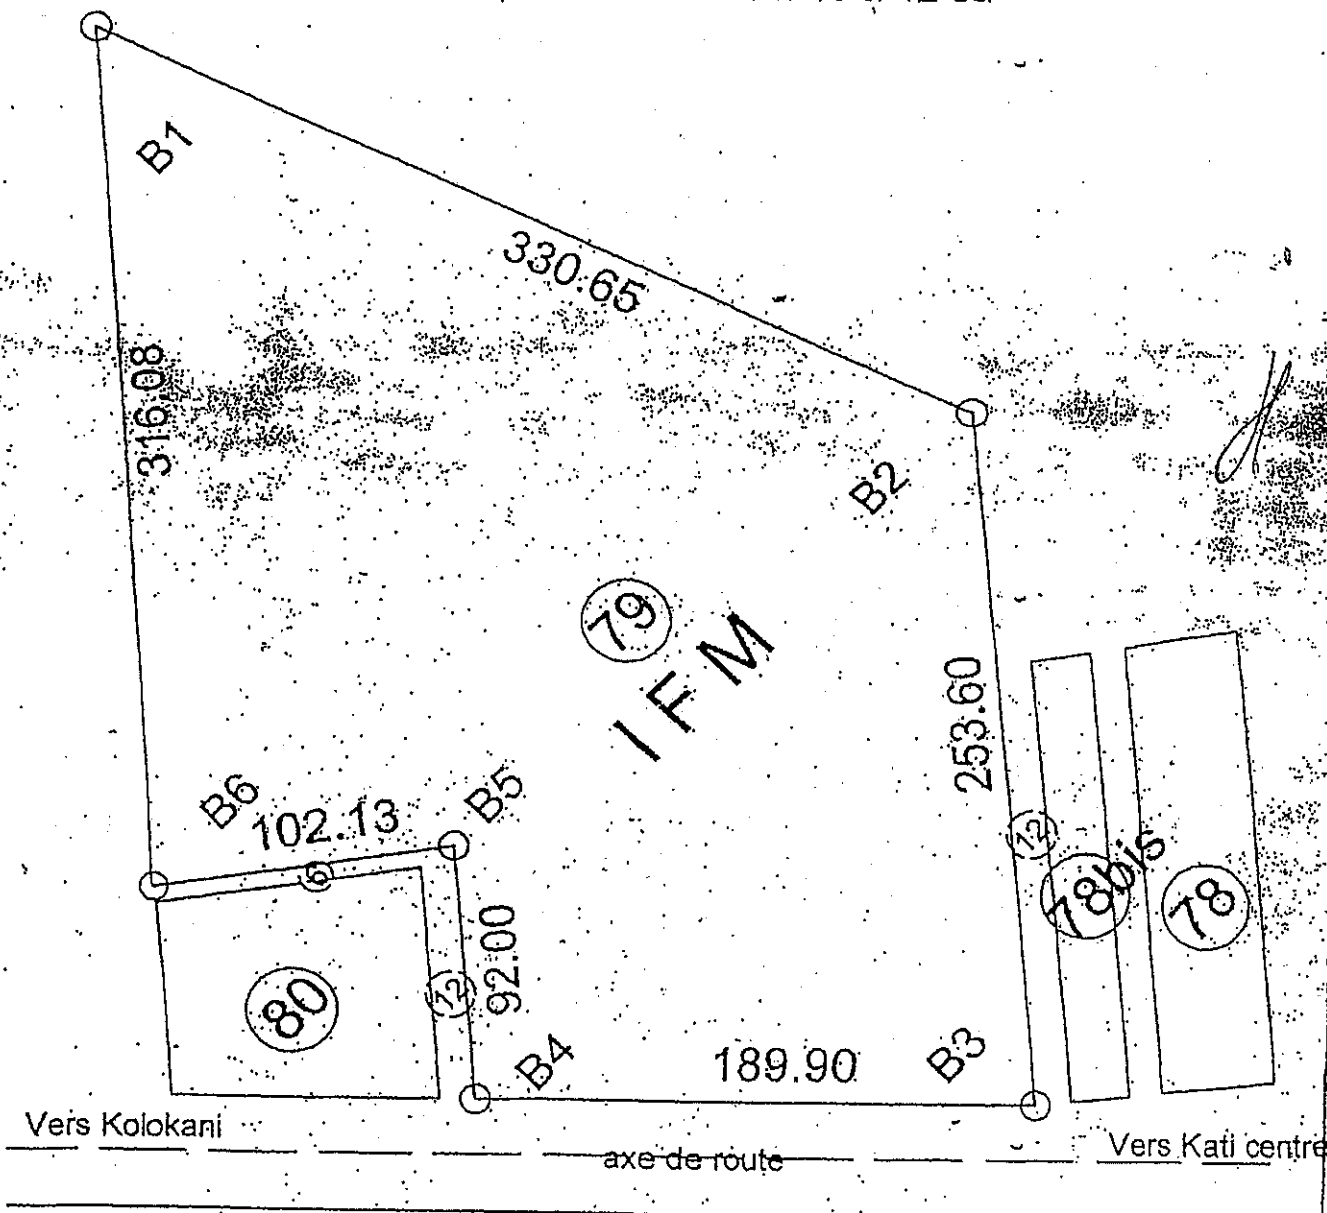 B1
330.65
316.08
B2
79
I F M
253.60
B6
102.13
B5
6
12
78bis
78
92.00
12
80
B4
189.90
B3
Vers Kolokani
axe de route
Vers Kati centre